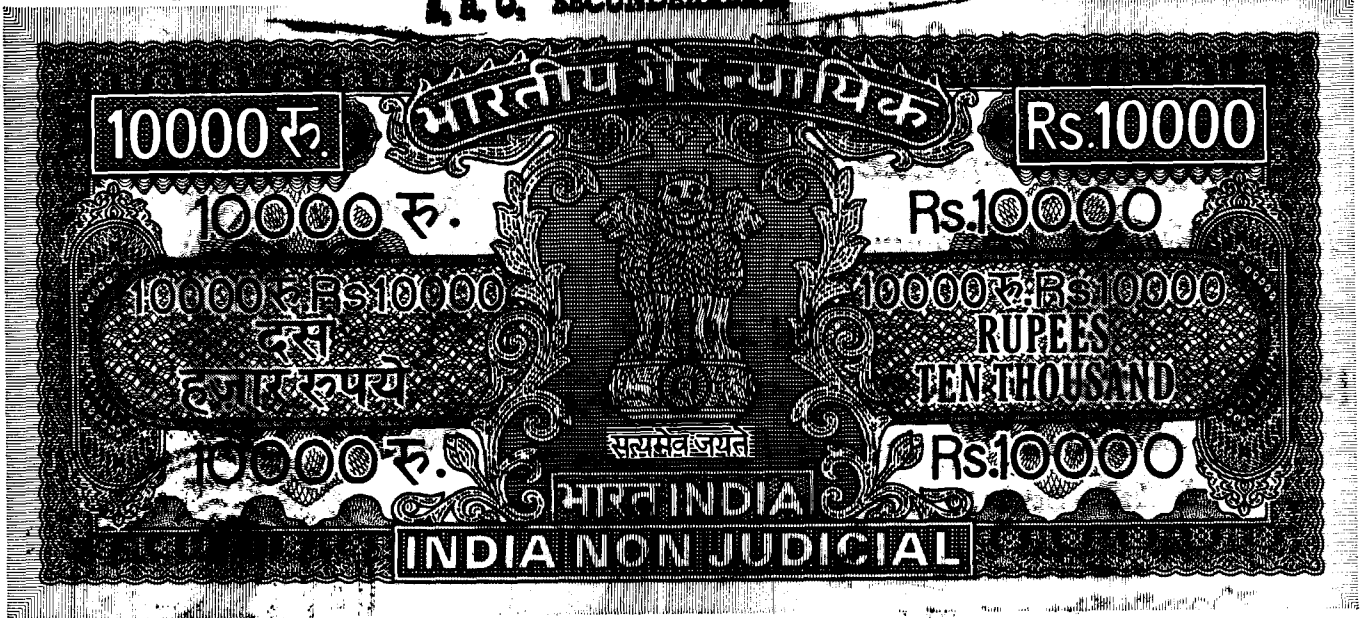 भारतीय गैर न्यायिक
10000 रु. Rs.10000
10000 रु. Rs.10000
10000 रु. Rs 10000 10000 रु. Rs.10000
दस RUPEES
हजार रुपये TEN THOUSAND
सत्यमेव जयते
10000 रु. Rs.10000
भारत INDIA
INDIA NON JUDICIAL